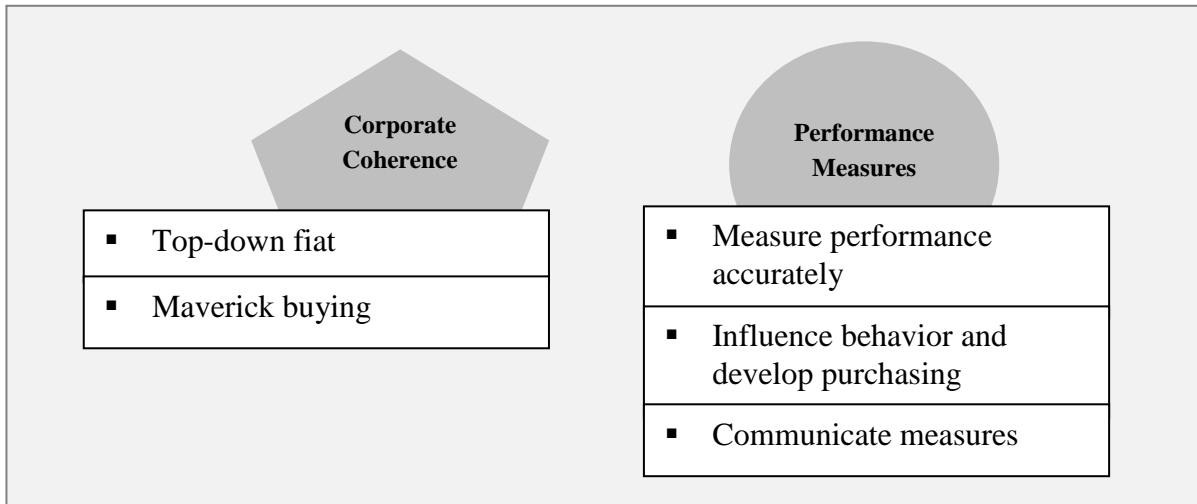 Corporate
Coherence
▪ Top-down fiat
▪ Maverick buying
Performance
Measures
▪ Measure performance
accurately
▪ Influence behavior and
develop purchasing
▪ Communicate measures